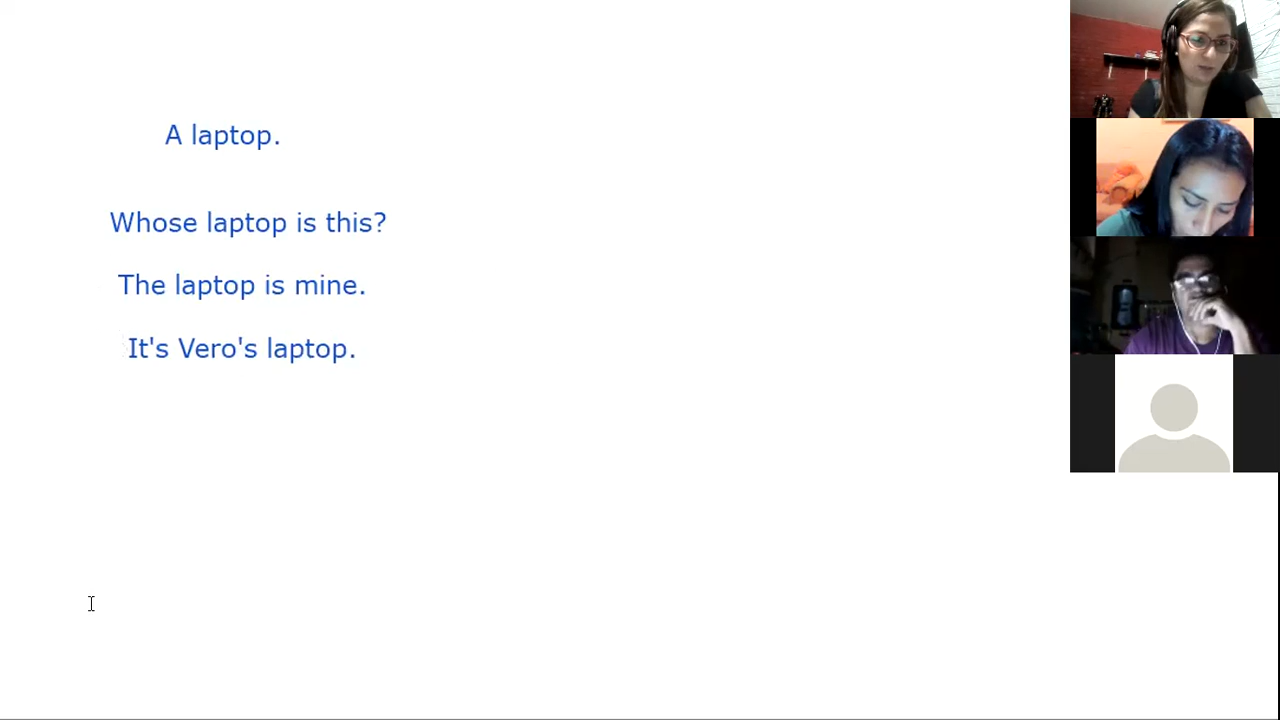 A laptop.
Whose laptop is this?
The laptop is mine.
It's Vero's laptop.